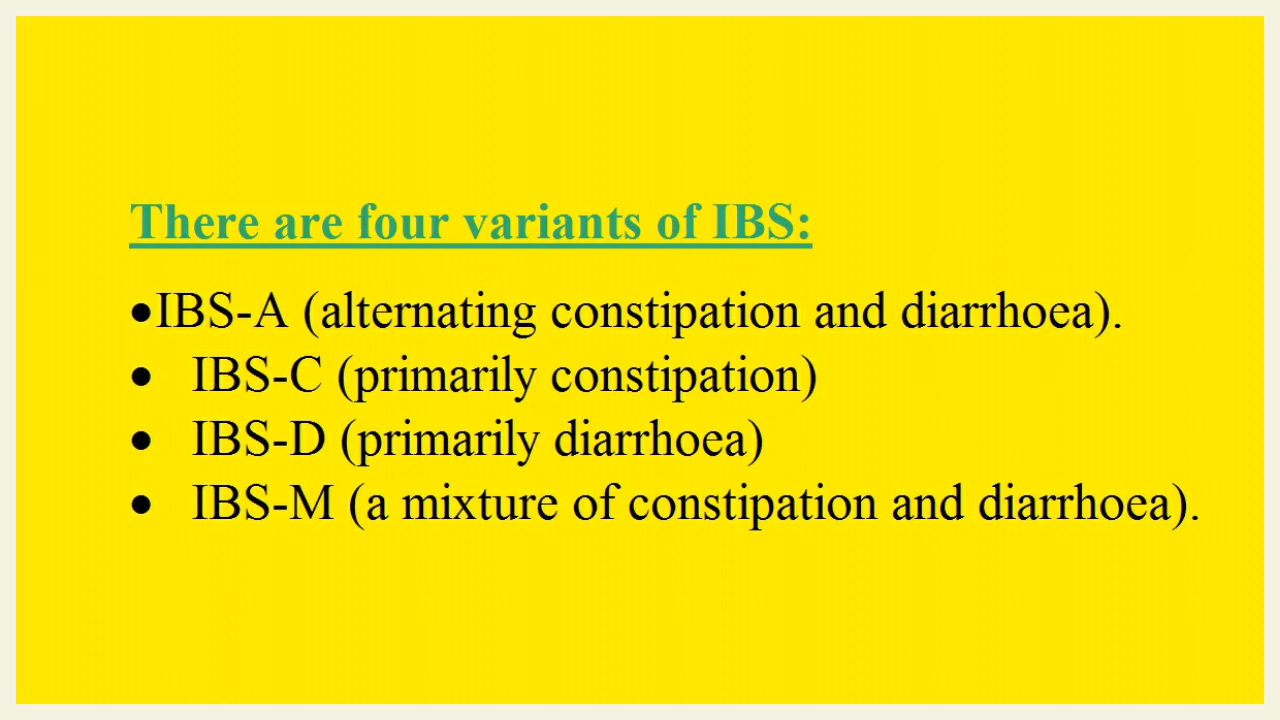 There are four variants of IBS:
•IBS-A (alternating constipation and diarrhoea).
• IBS-C (primarily constipation)
• IBS-D (primarily diarrhoea)
• IBS-M (a mixture of constipation and diarrhoea).